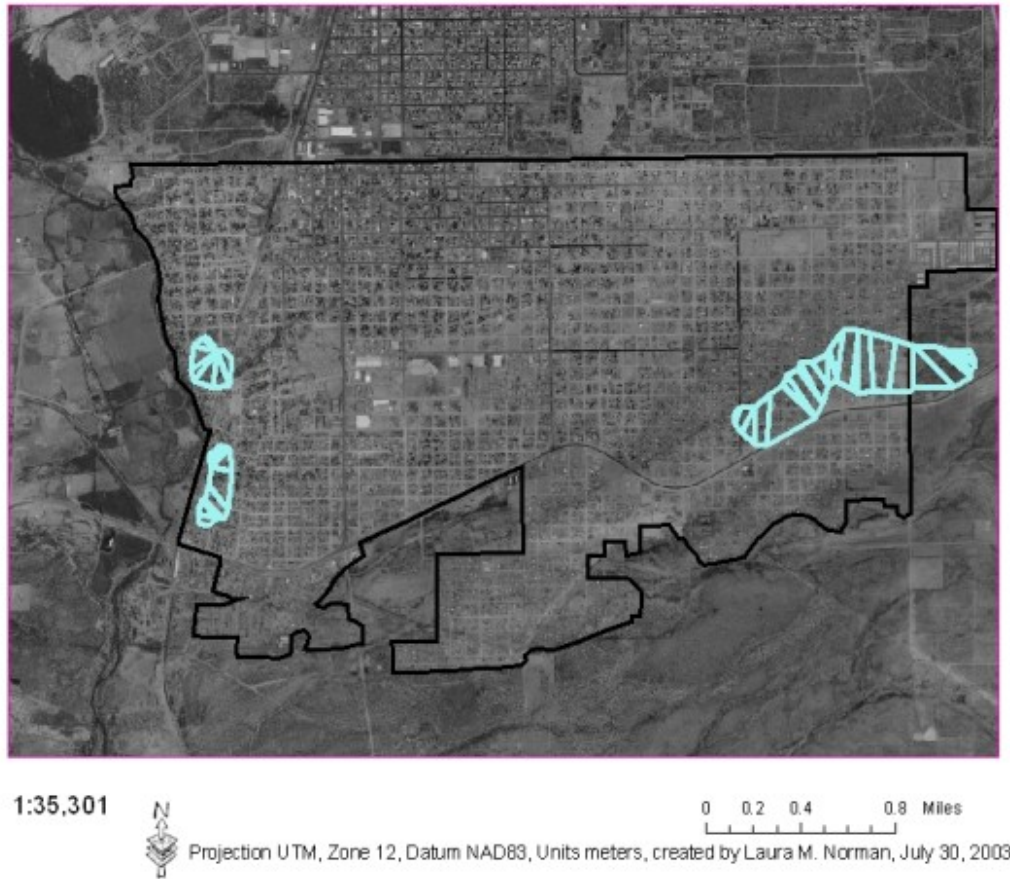 1:35,301
N
0 0.2 0.4 0.8 Miles
Projection UTM, Zone 12, Datum NAD83, Units meters, created by Laura M. Norman, July 30, 2003